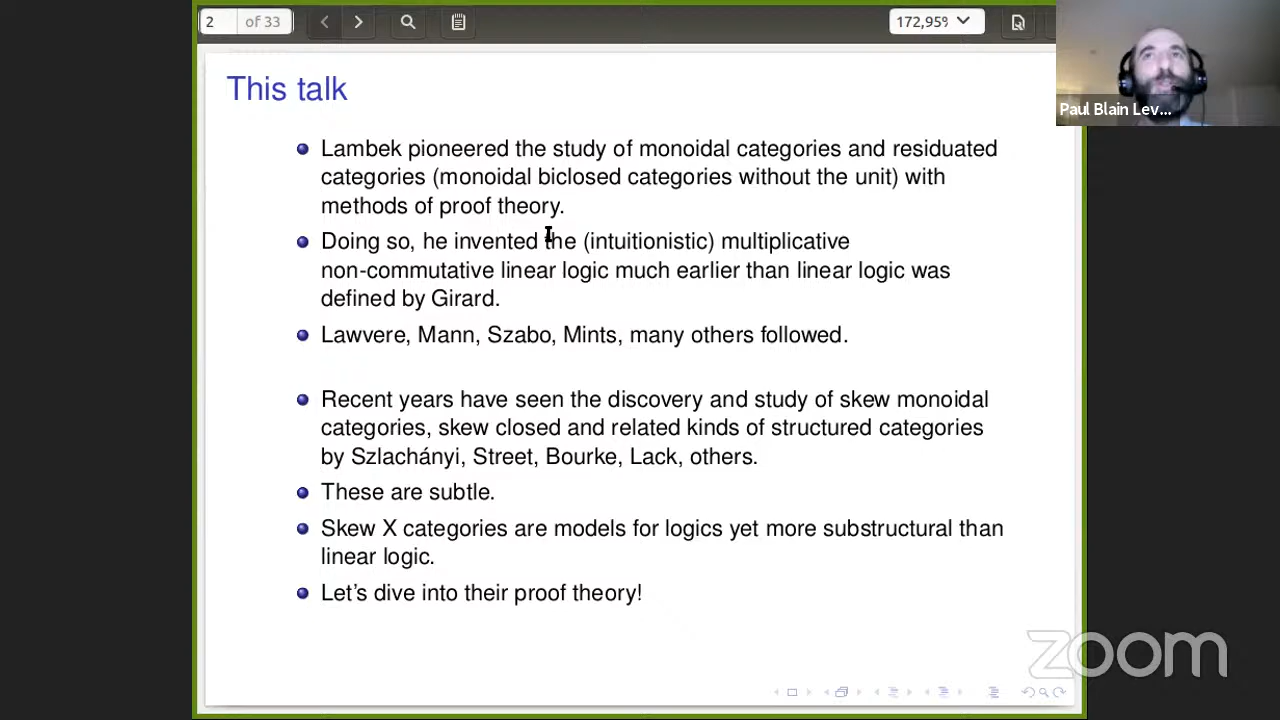 2 of 33
172,95%
Paul Blain Lev...
This talk
Lambek pioneered the study of monoidal categories and residuated
categories (monoidal biclosed categories without the unit) with
methods of proof theory.
Doing so, he invented the (intuitionistic) multiplicative
non-commutative linear logic much earlier than linear logic was
defined by Girard.
Lawvere, Mann, Szabo, Mints, many others followed.
Recent years have seen the discovery and study of skew monoidal
categories, skew closed and related kinds of structured categories
by Szlachányi, Street, Bourke, Lack, others.
These are subtle.
Skew X categories are models for logics yet more substructural than
linear logic.
Let's dive into their proof theory!
zoom